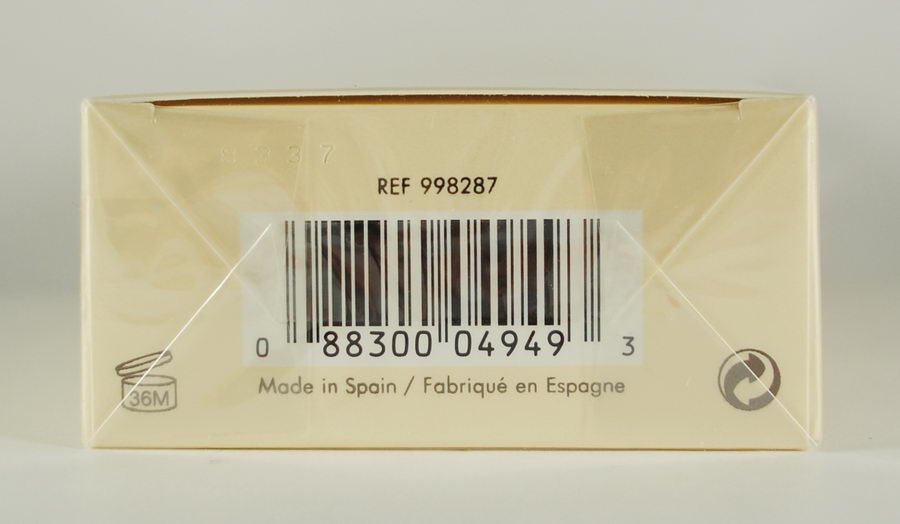 REF 998287
0 88300 04949 3
Made in Spain / Fabriqué en Espagne
36M